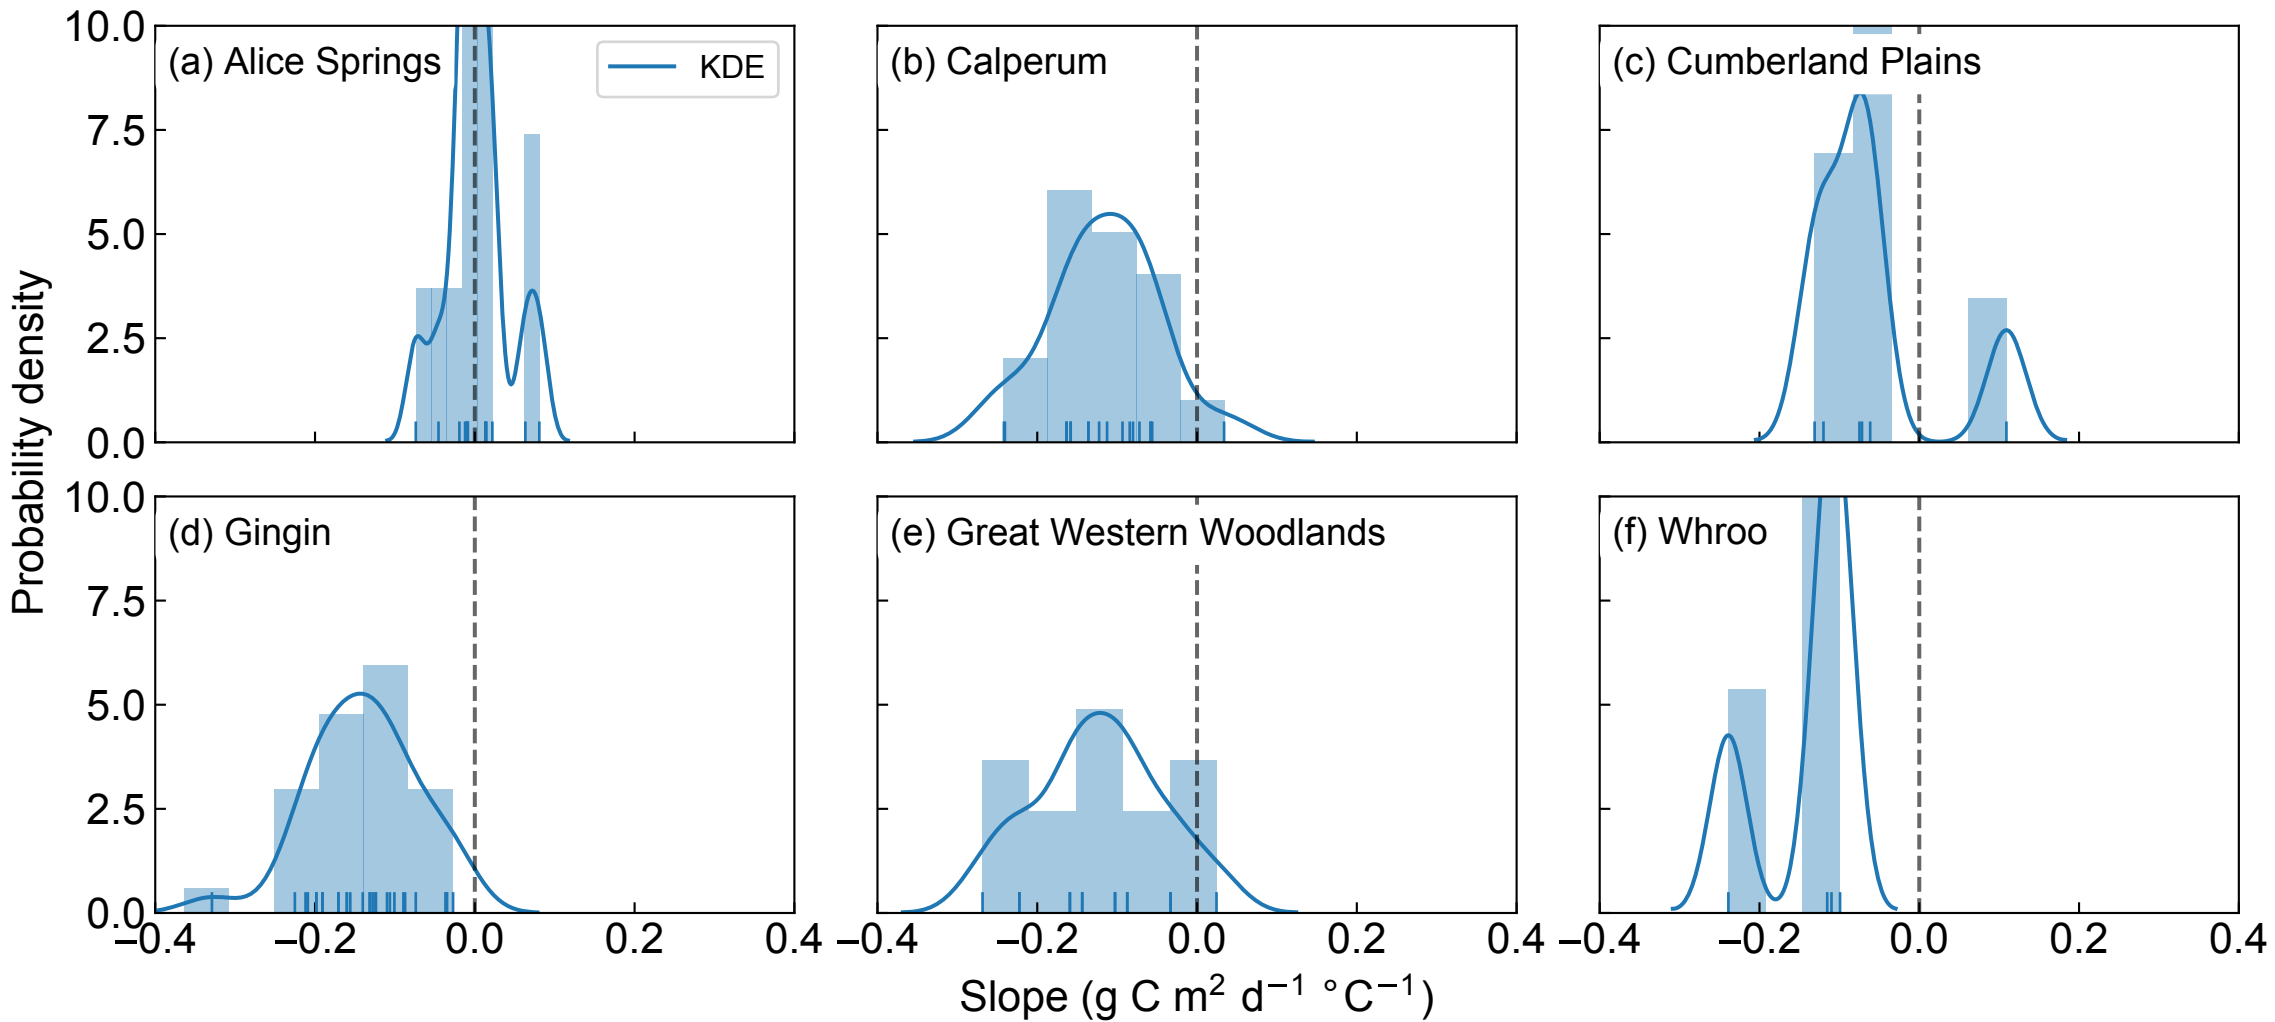 (a) Alice Springs
KDE
(b) Calperum
(c) Cumberland Plains
10.0
7.5
5.0
2.5
0.0
Probability density
(d) Gingin
(e) Great Western Woodlands
(f) Whroo
10.0
7.5
5.0
2.5
0.0
−0.4 −0.2 0.0 0.2 0.4
−0.4 −0.2 0.0 0.2 0.4
−0.4 −0.2 0.0 0.2 0.4
Slope (g C m² d⁻¹ °C⁻¹)